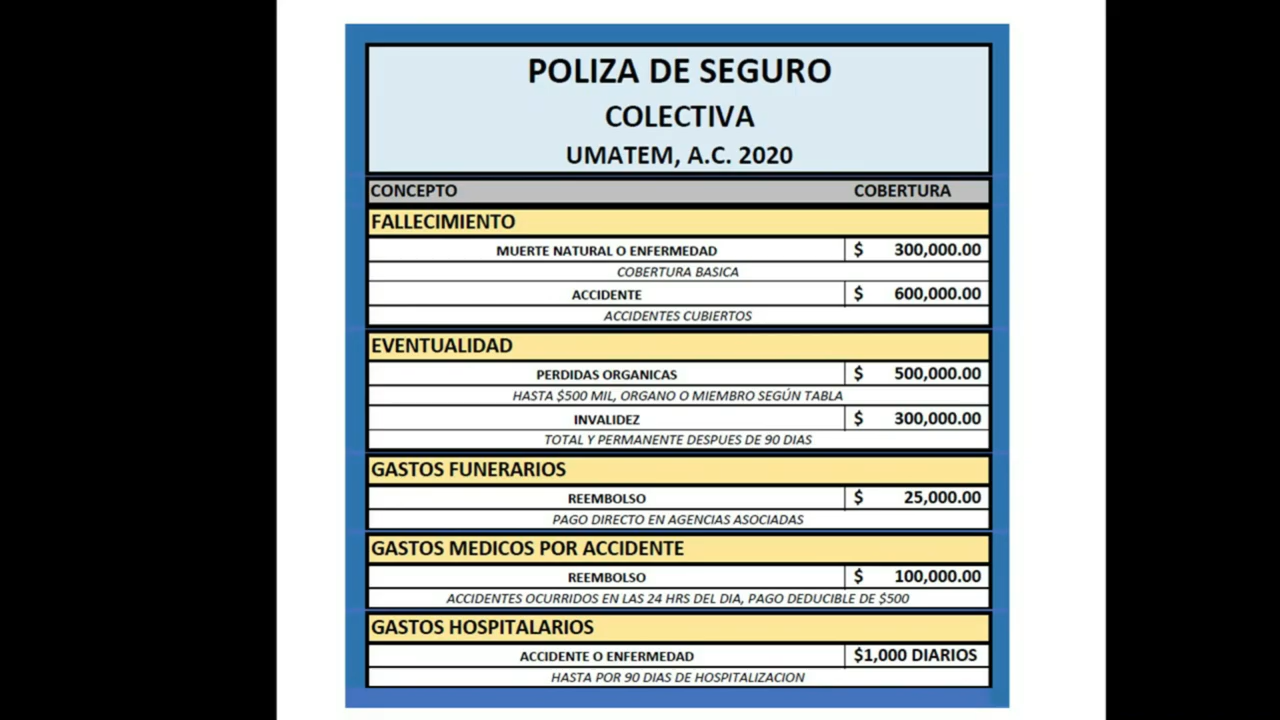 POLIZA DE SEGURO
COLECTIVA
UMATEM, A.C. 2020
CONCEPTO COBERTURA
FALLECIMIENTO
MUERTE NATURAL O ENFERMEDAD $ 300,000.00
COBERTURA BASICA
ACCIDENTE $ 600,000.00
ACCIDENTES CUBIERTOS
EVENTUALIDAD
PERDIDAS ORGANICAS $ 500,000.00
HASTA $500 MIL, ORGANO O MIEMBRO SEGÚN TABLA
INVALIDEZ $ 300,000.00
TOTAL Y PERMANENTE DESPUES DE 90 DIAS
GASTOS FUNERARIOS
REEMBOLSO $ 25,000.00
PAGO DIRECTO EN AGENCIAS ASOCIADAS
GASTOS MEDICOS POR ACCIDENTE
REEMBOLSO $ 100,000.00
ACCIDENTES OCURRIDOS EN LAS 24 HRS DEL DIA, PAGO DEDUCIBLE DE $500
GASTOS HOSPITALARIOS
ACCIDENTE O ENFERMEDAD $1,000 DIARIOS
HASTA POR 90 DIAS DE HOSPITALIZACION